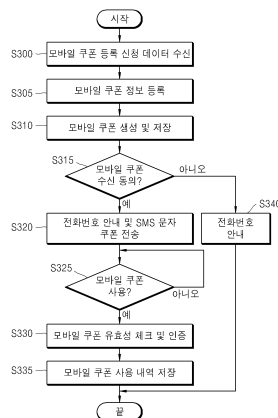 시작
S300
모바일 쿠폰 등록 신청 데이터 수신
S305
모바일 쿠폰 정보 등록
S310
모바일 쿠폰 생성 및 저장
S315
모바일 쿠폰
수신 동의?
아니오
예
S320
전화번호 안내 및 SMS 문자
쿠폰 전송
S340
전화번호
안내
S325
모바일 쿠폰
사용?
아니오
예
S330
모바일 쿠폰 유효성 체크 및 인증
S335
모바일 쿠폰 사용 내역 저장
끝